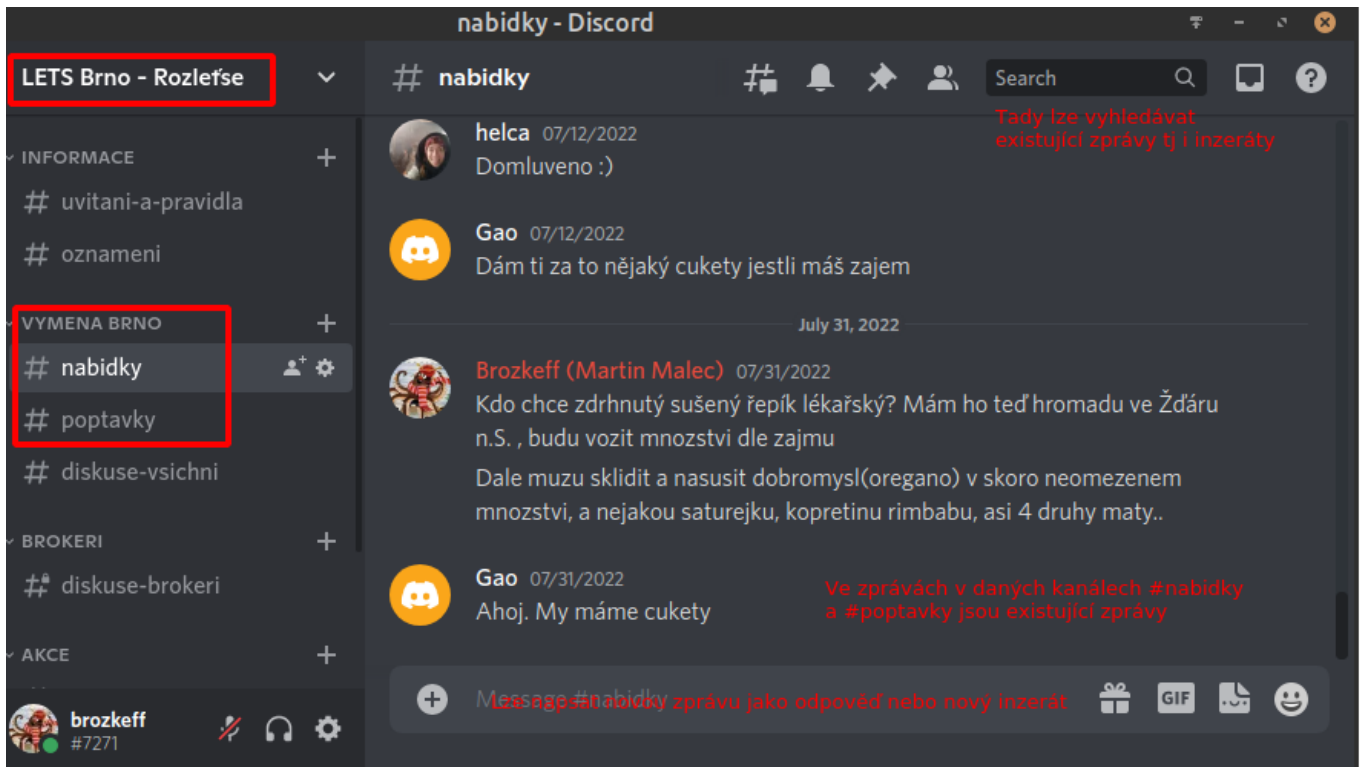 nabidky - Discord
LETS Brno - Rozleťse
# nabidky
Search
Tady lze vyhledávat
existující zprávy tj i inzeráty
INFORMACE
# uvitani-a-pravidla
# oznameni
VYMENA BRNO
# nabidky
# poptavky
# diskuse-vsichni
BROKERI
# diskuse-brokeri
AKCE
brozkeff
#7271
helca 07/12/2022
Domluveno :)
Gao 07/12/2022
Dám ti za to nějaký cukety jestli máš zajem
July 31, 2022
Brozkeff (Martin Malec) 07/31/2022
Kdo chce zdrhnutý sušený řepík lékařský? Mám ho teď hromadu ve Žďáru
n.S. , budu vozit mnozstvi dle zajmu
Dale muzu sklidit a nasusit dobromysl(oregano) v skoro neomezenem
mnozstvi, a nejakou saturejku, kopretinu rimbabu, asi 4 druhy maty..
Gao 07/31/2022
Ahoj. My máme cukety
Ve zprávách v daných kanálech #nabidky
a #poptavky jsou existující zprávy
Message #nabidky
zprávu jako odpověď nebo nový inzerát
GIF